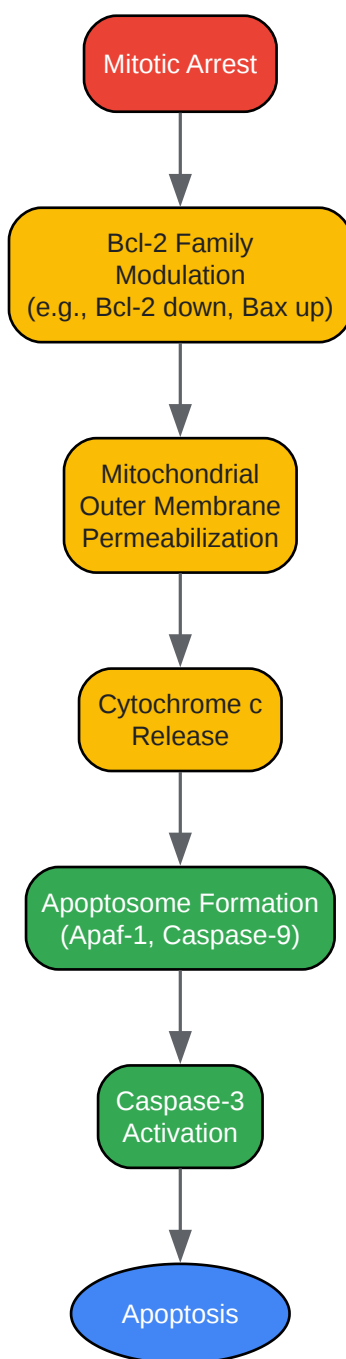 Mitotic Arrest
Bcl-2 Family
Modulation
(e.g., Bcl-2 down, Bax up)
Mitochondrial
Outer Membrane
Permeabilization
Cytochrome c
Release
Apoptosome Formation
(Apaf-1, Caspase-9)
Caspase-3
Activation
Apoptosis